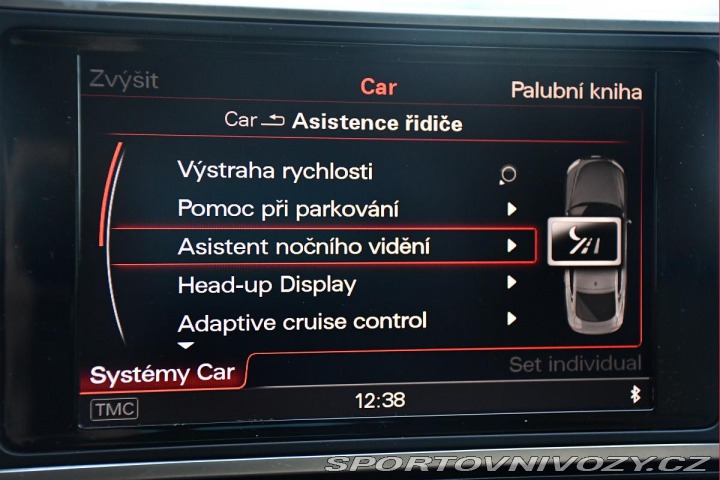 Zvýšit
Car
Palubní kniha
Car Asistence řidiče
Výstraha rychlosti
Pomoc při parkování
Asistent nočního vidění
Head-up Display
Adaptive cruise control
Systémy Car
Set individual
TMC
12:38
SPORTOVNIVOZY.CZ